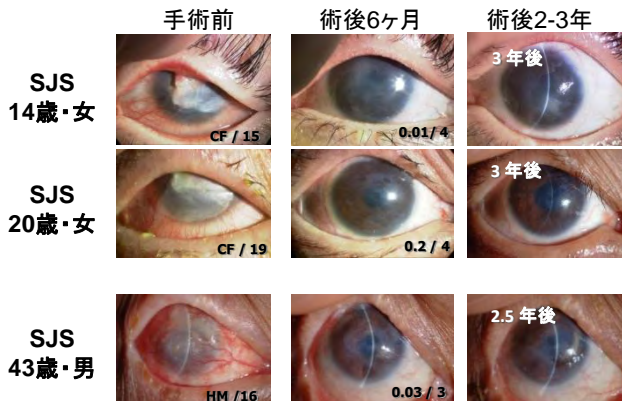 手術前 術後6ヶ月 術後2-3年
SJS
14歳・女
CF / 15
0.01/ 4
3 年後
SJS
20歳・女
CF / 19
0.2 / 4
3 年後
SJS
43歳・男
HM /16
0.03 / 3
2.5 年後